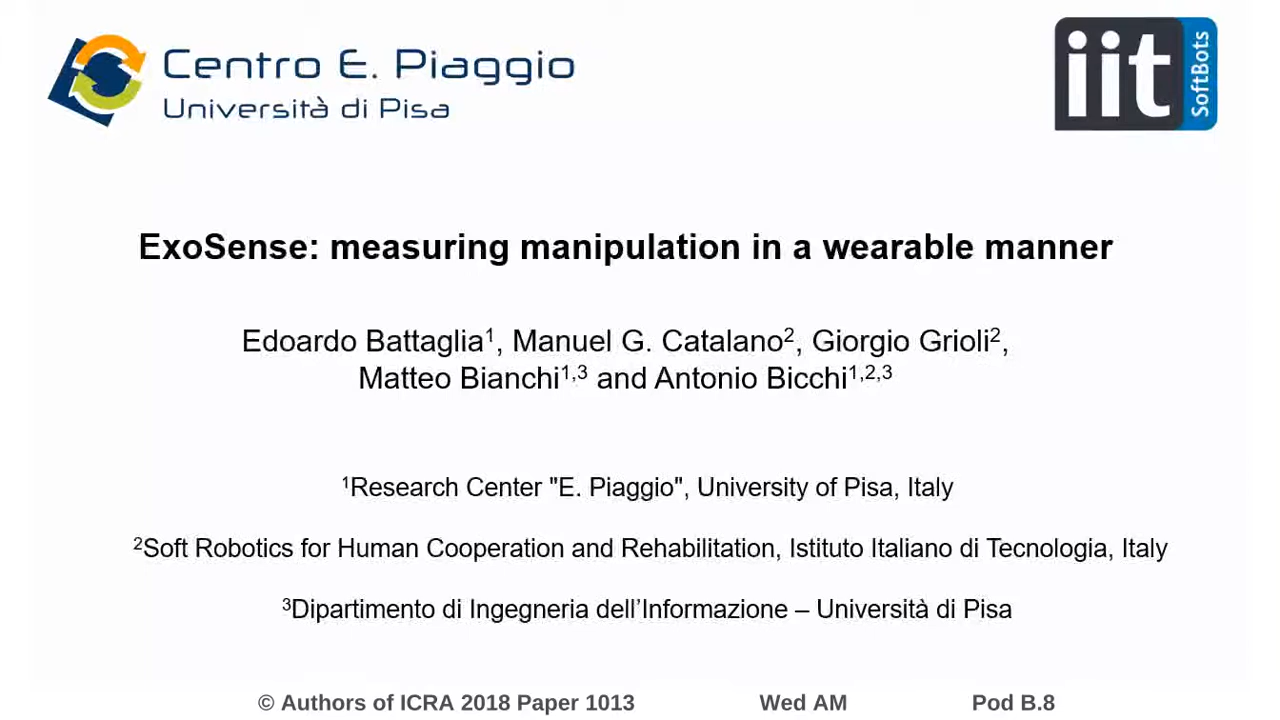 Centro E. Piaggio
Università di Pisa
iit
SoftBots
ExoSense: measuring manipulation in a wearable manner
Edoardo Battaglia¹, Manuel G. Catalano², Giorgio Grioli²,
Matteo Bianchi¹,³ and Antonio Bicchi¹,²,³
¹Research Center "E. Piaggio", University of Pisa, Italy
²Soft Robotics for Human Cooperation and Rehabilitation, Istituto Italiano di Tecnologia, Italy
³Dipartimento di Ingegneria dell’Informazione – Università di Pisa
© Authors of ICRA 2018 Paper 1013 Wed AM Pod B.8